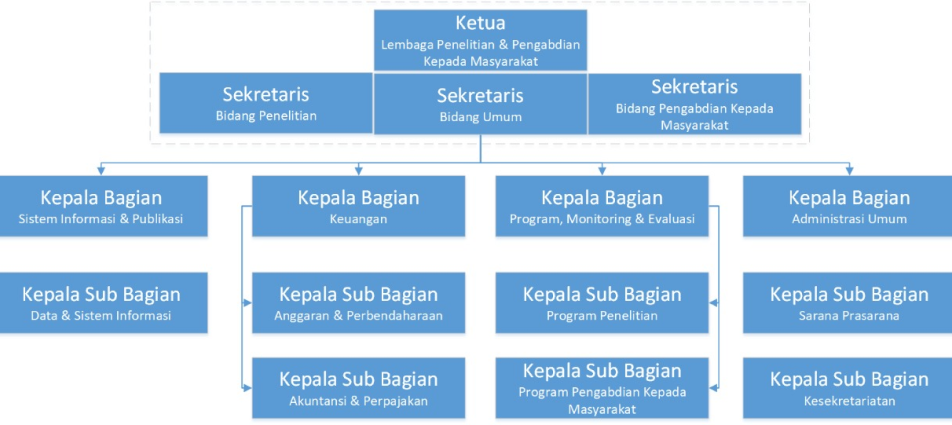 Ketua
Lembaga Penelitian & Pengabdian
Kepada Masyarakat
Sekretaris
Bidang Penelitian
Sekretaris
Bidang Umum
Sekretaris
Bidang Pengabdian Kepada
Masyarakat
Kepala Bagian
Sistem Informasi & Publikasi
Kepala Bagian
Keuangan
Kepala Bagian
Program, Monitoring & Evaluasi
Kepala Bagian
Administrasi Umum
Kepala Sub Bagian
Data & Sistem Informasi
Kepala Sub Bagian
Anggaran & Perbendaharaan
Kepala Sub Bagian
Program Penelitian
Kepala Sub Bagian
Sarana Prasarana
Kepala Sub Bagian
Akuntansi & Perpajakan
Kepala Sub Bagian
Program Pengabdian Kepada
Masyarakat
Kepala Sub Bagian
Kesekretariatan